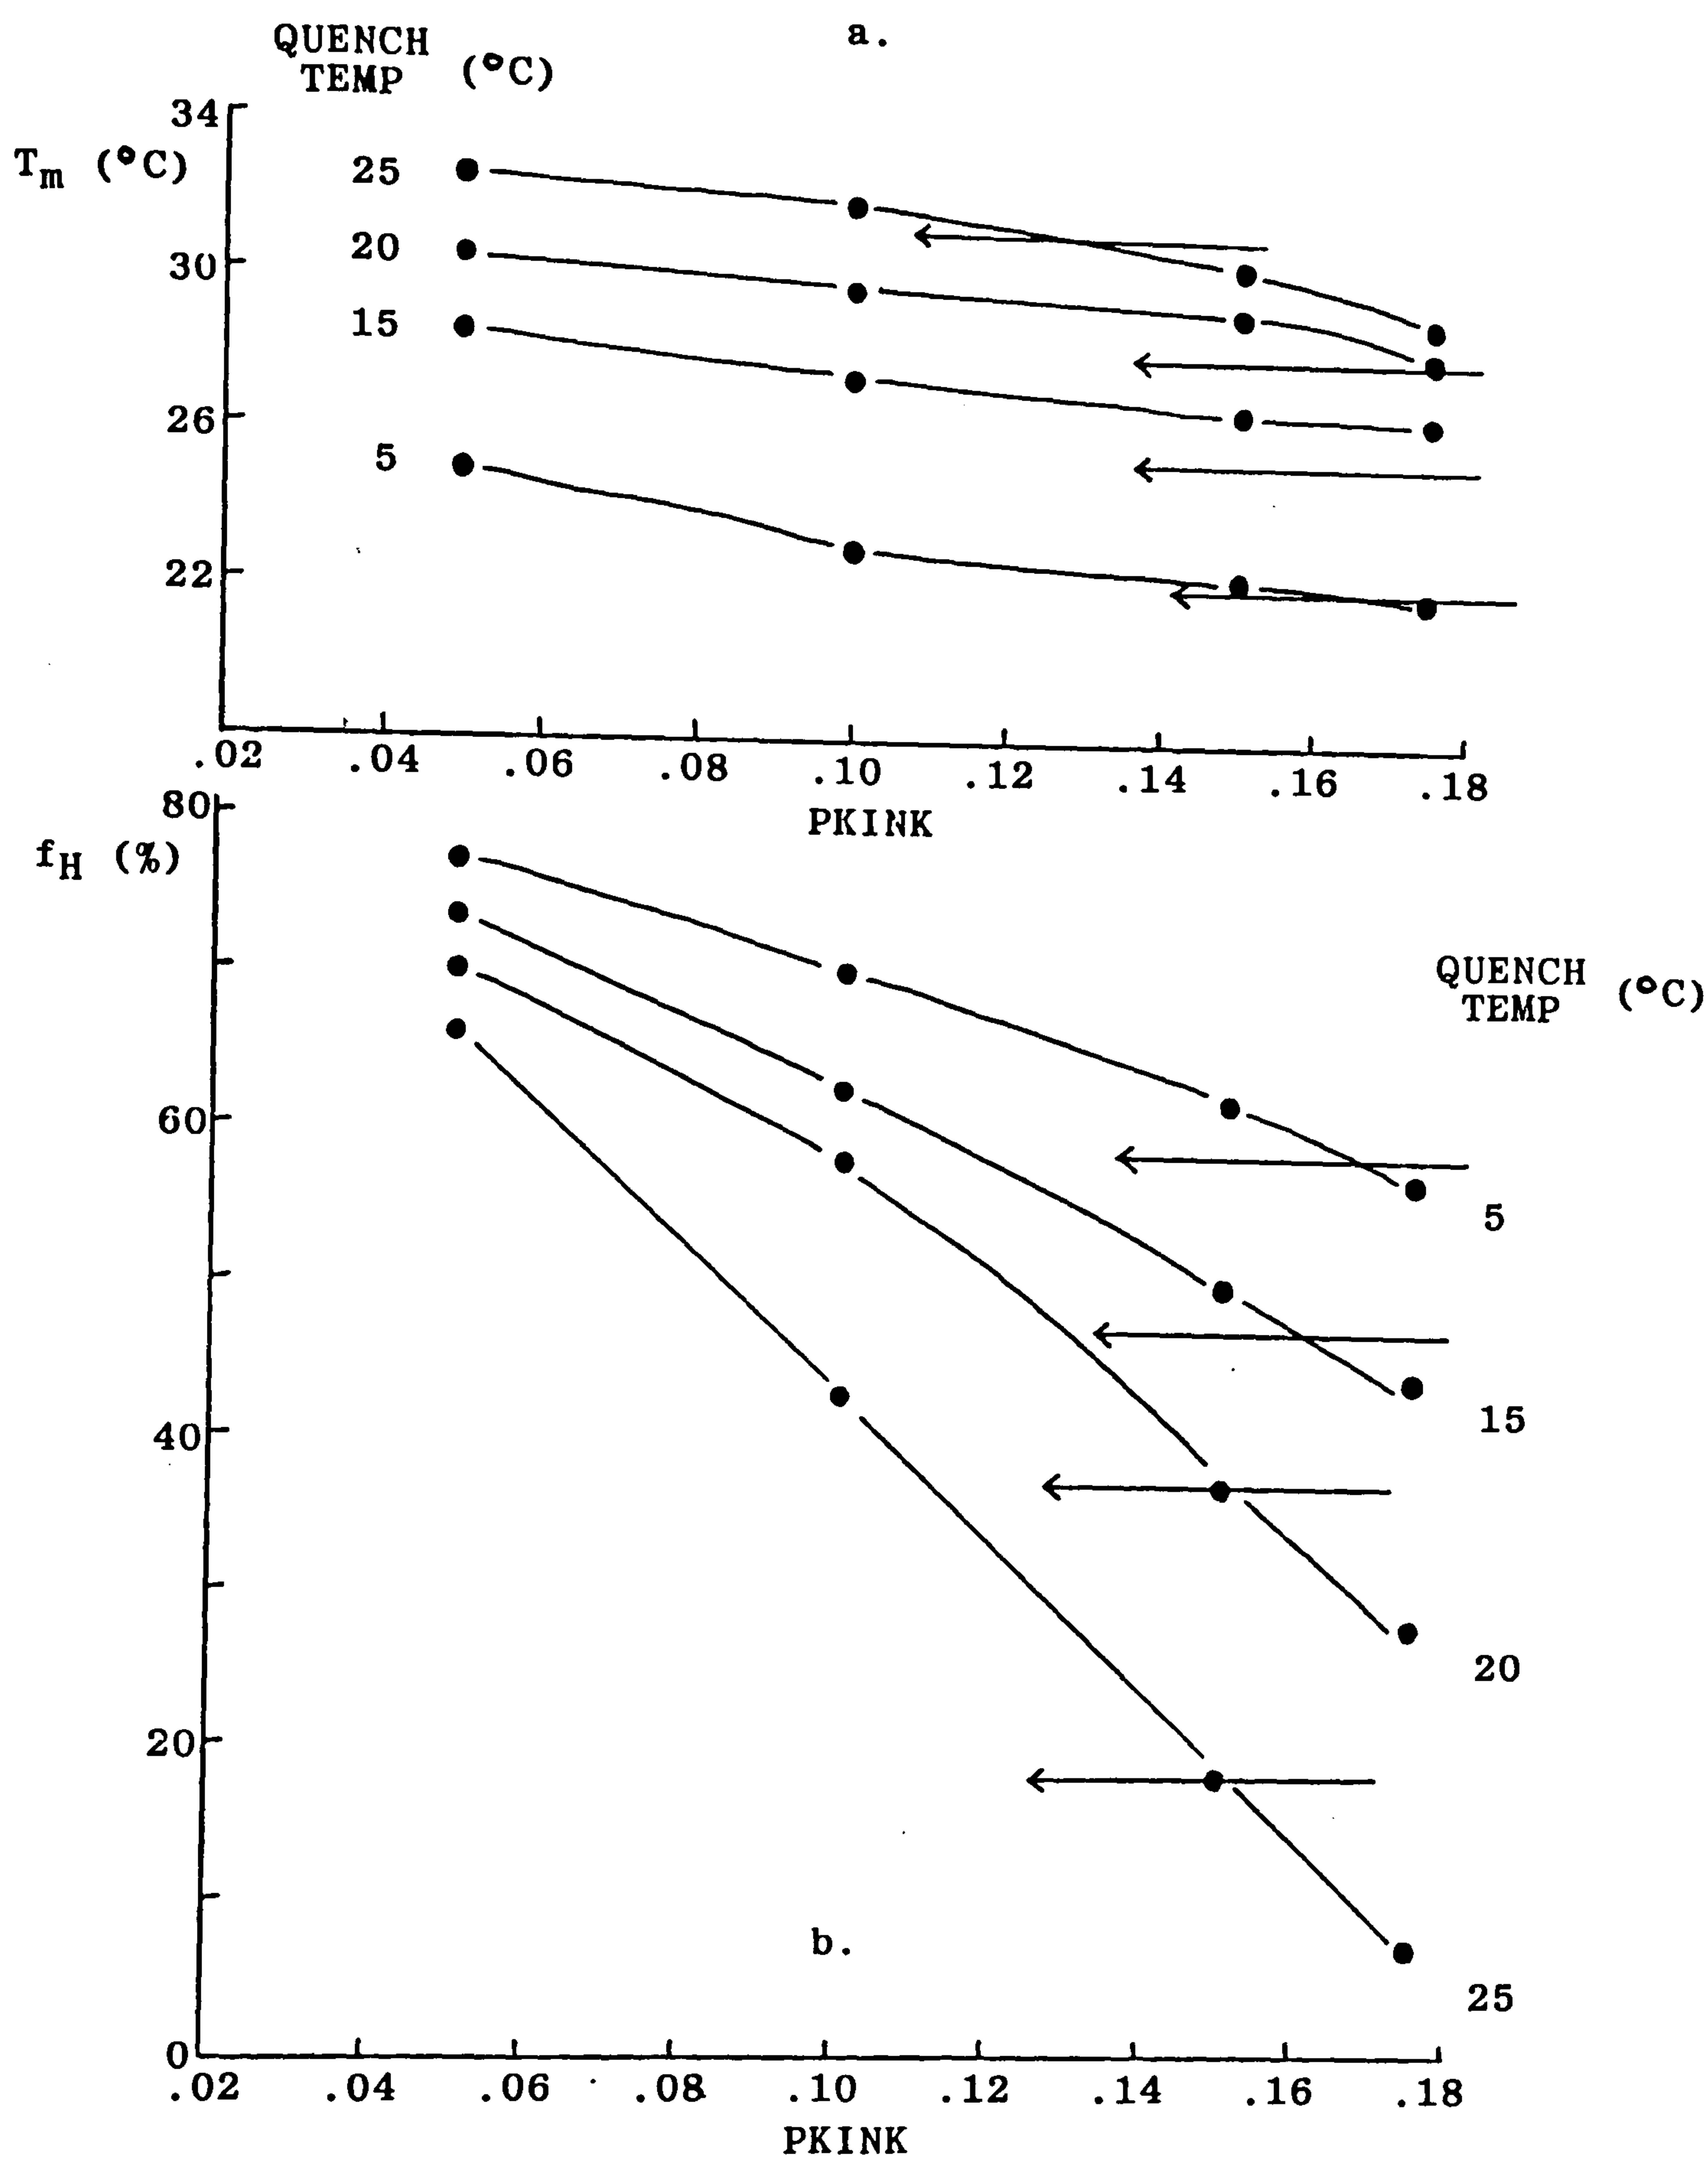 a.
QUENCH
TEMP (°C)
34
Tm (°C)
25
20
30
15
26
5
22
.02 .04 .06 .08 .10 .12 .14 .16 .18
PKINK
80
fH (%)
QUENCH
TEMP (°C)
60
5
15
40
20
20
b.
25
0
.02 .04 .06 .08 .10 .12 .14 .16 .18
PKINK